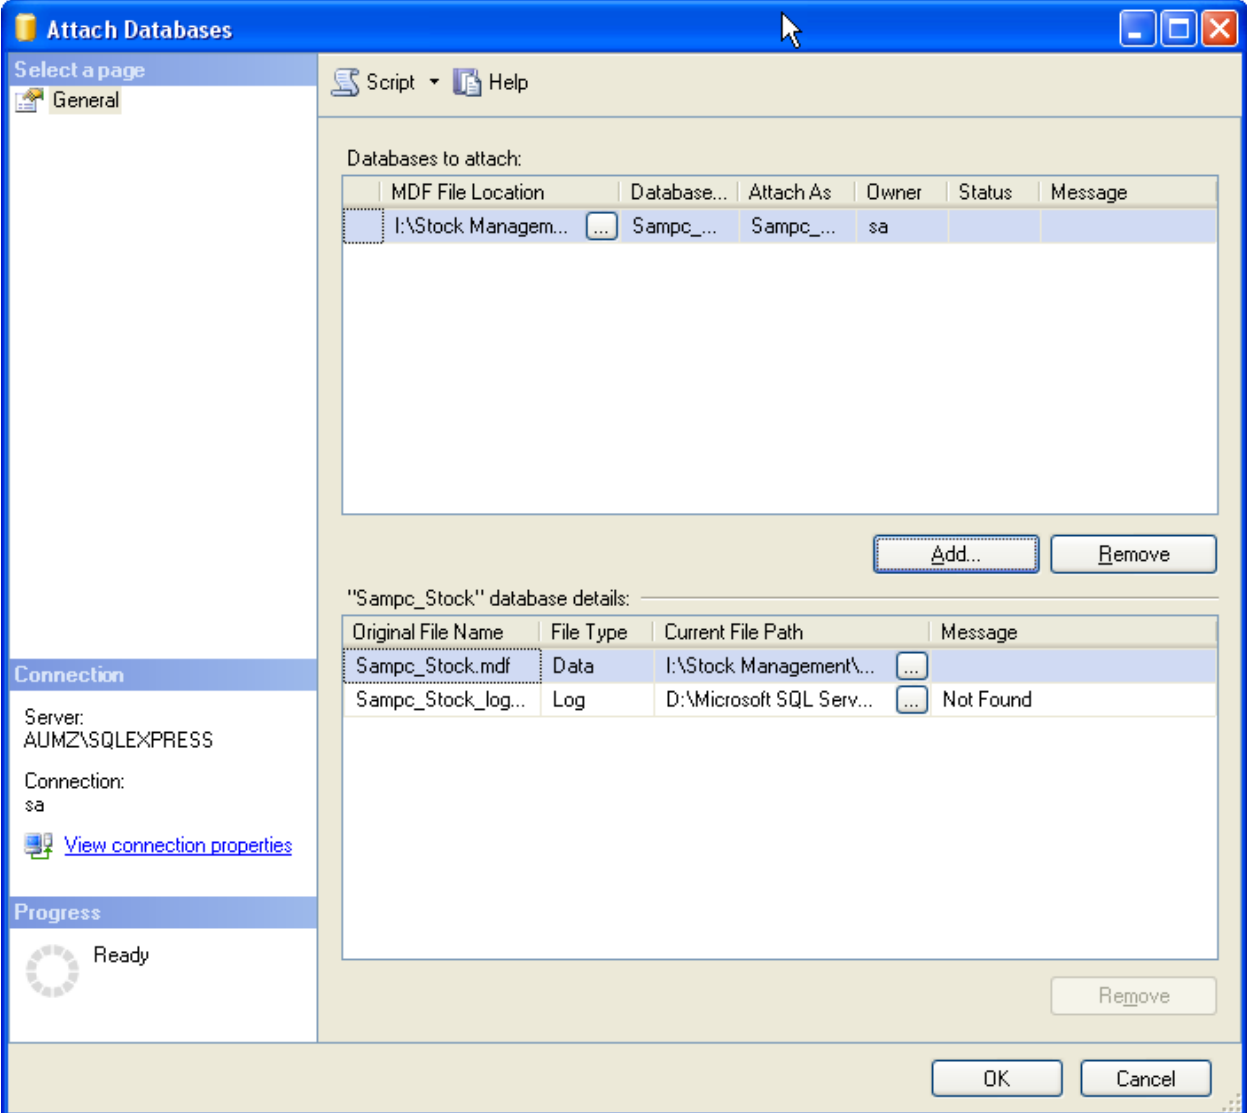 Attach Databases
Select a page
General
Script Help
Databases to attach:
MDF File Location Database... Attach As Owner Status Message
I:\Stock Managem... ... Sampc_... Sampc_... sa
Add... Remove
"Sampc_Stock" database details:
Original File Name File Type Current File Path Message
Sampc_Stock.mdf Data I:\Stock Management\... ...
Sampc_Stock_log... Log D:\Microsoft SQL Serv... ... Not Found
Connection
Server:
AUMZ\SQLEXPRESS
Connection:
sa
View connection properties
Progress
Ready
Remove
OK Cancel